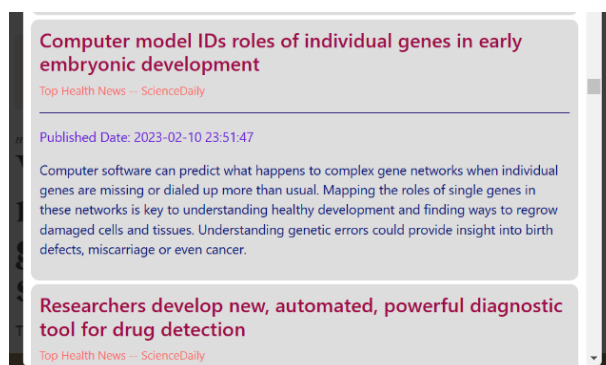 Computer model IDs roles of individual genes in early
embryonic development
Top Health News -- ScienceDaily
Published Date: 2023-02-10 23:51:47
Computer software can predict what happens to complex gene networks when individual
genes are missing or dialed up more than usual. Mapping the roles of single genes in
these networks is key to understanding healthy development and finding ways to regrow
damaged cells and tissues. Understanding genetic errors could provide insight into birth
defects, miscarriage or even cancer.
Researchers develop new, automated, powerful diagnostic
tool for drug detection
Top Health News -- ScienceDaily